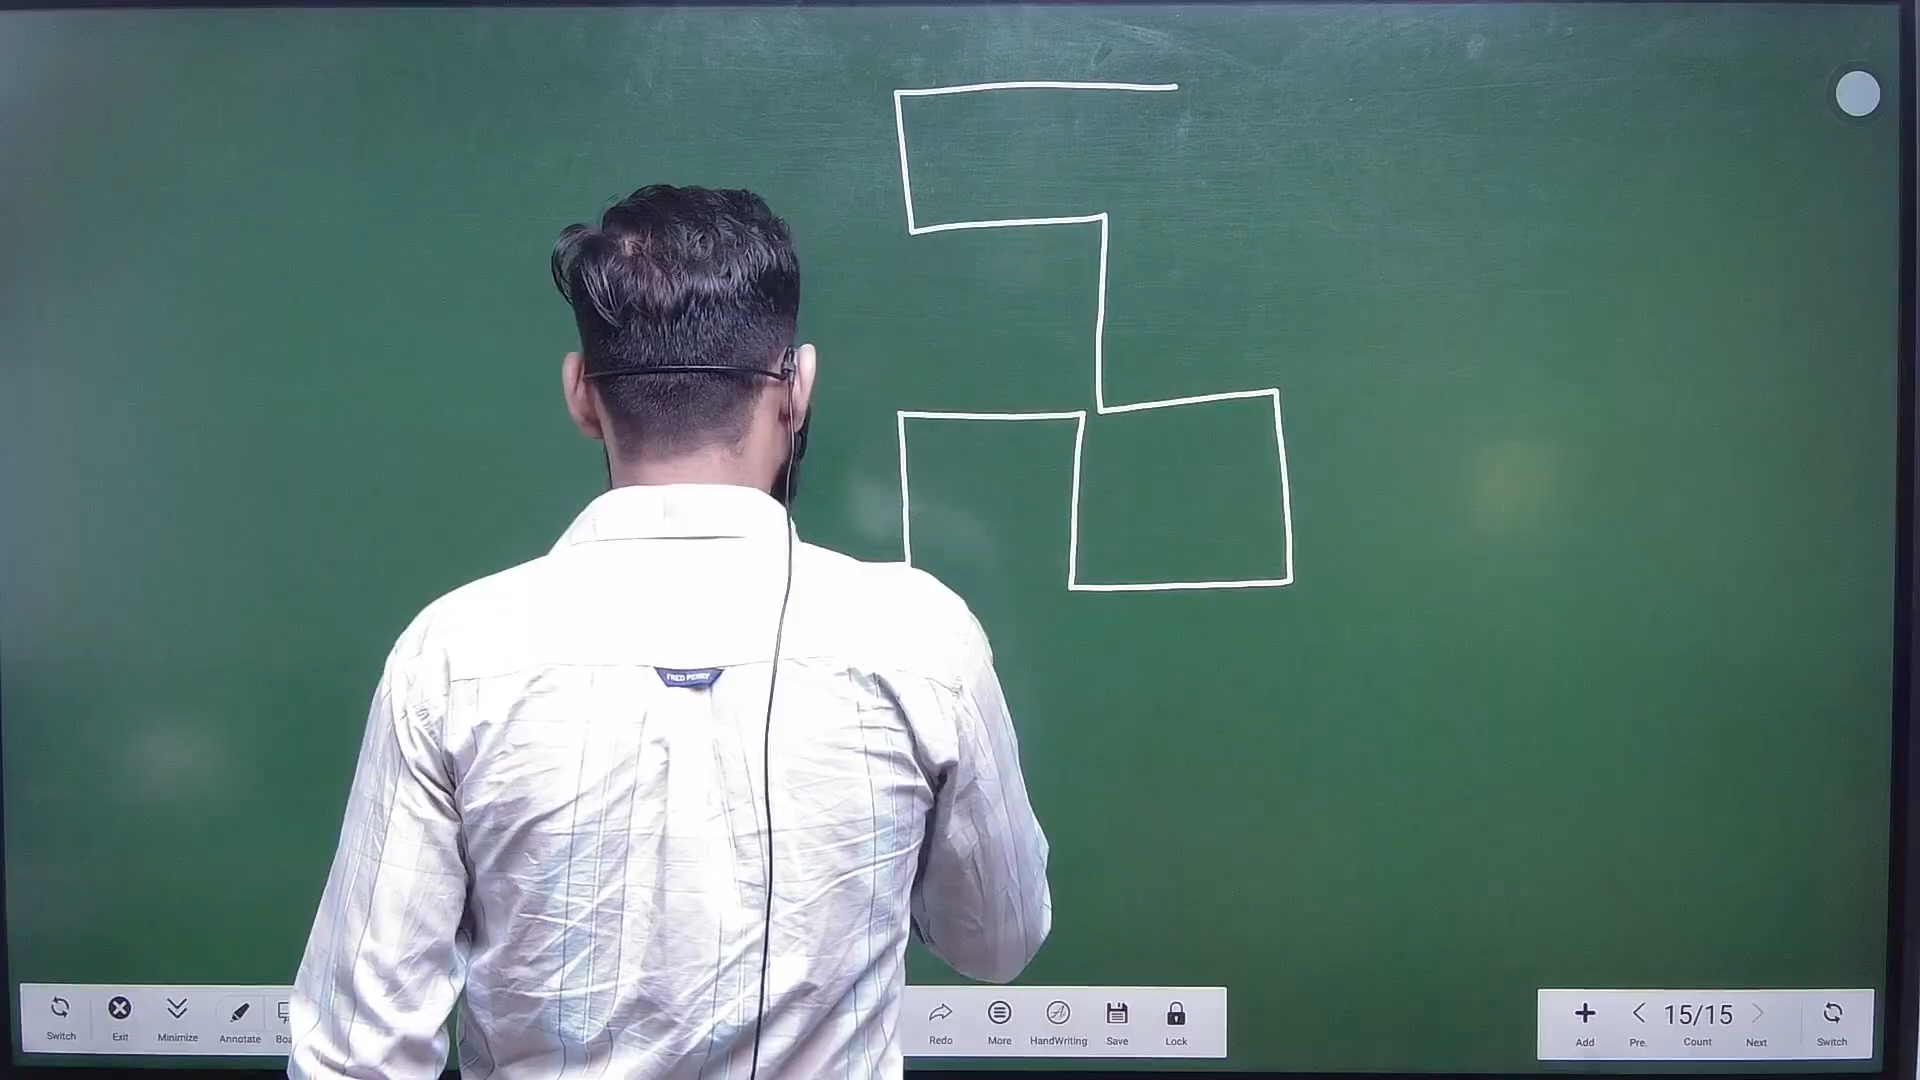 FRED PERRY
Switch
Exit
Minimize
Annotate
Redo
More
HandWriting
Save
Lock
Add
Pre.
15/15
Count
Next
Switch